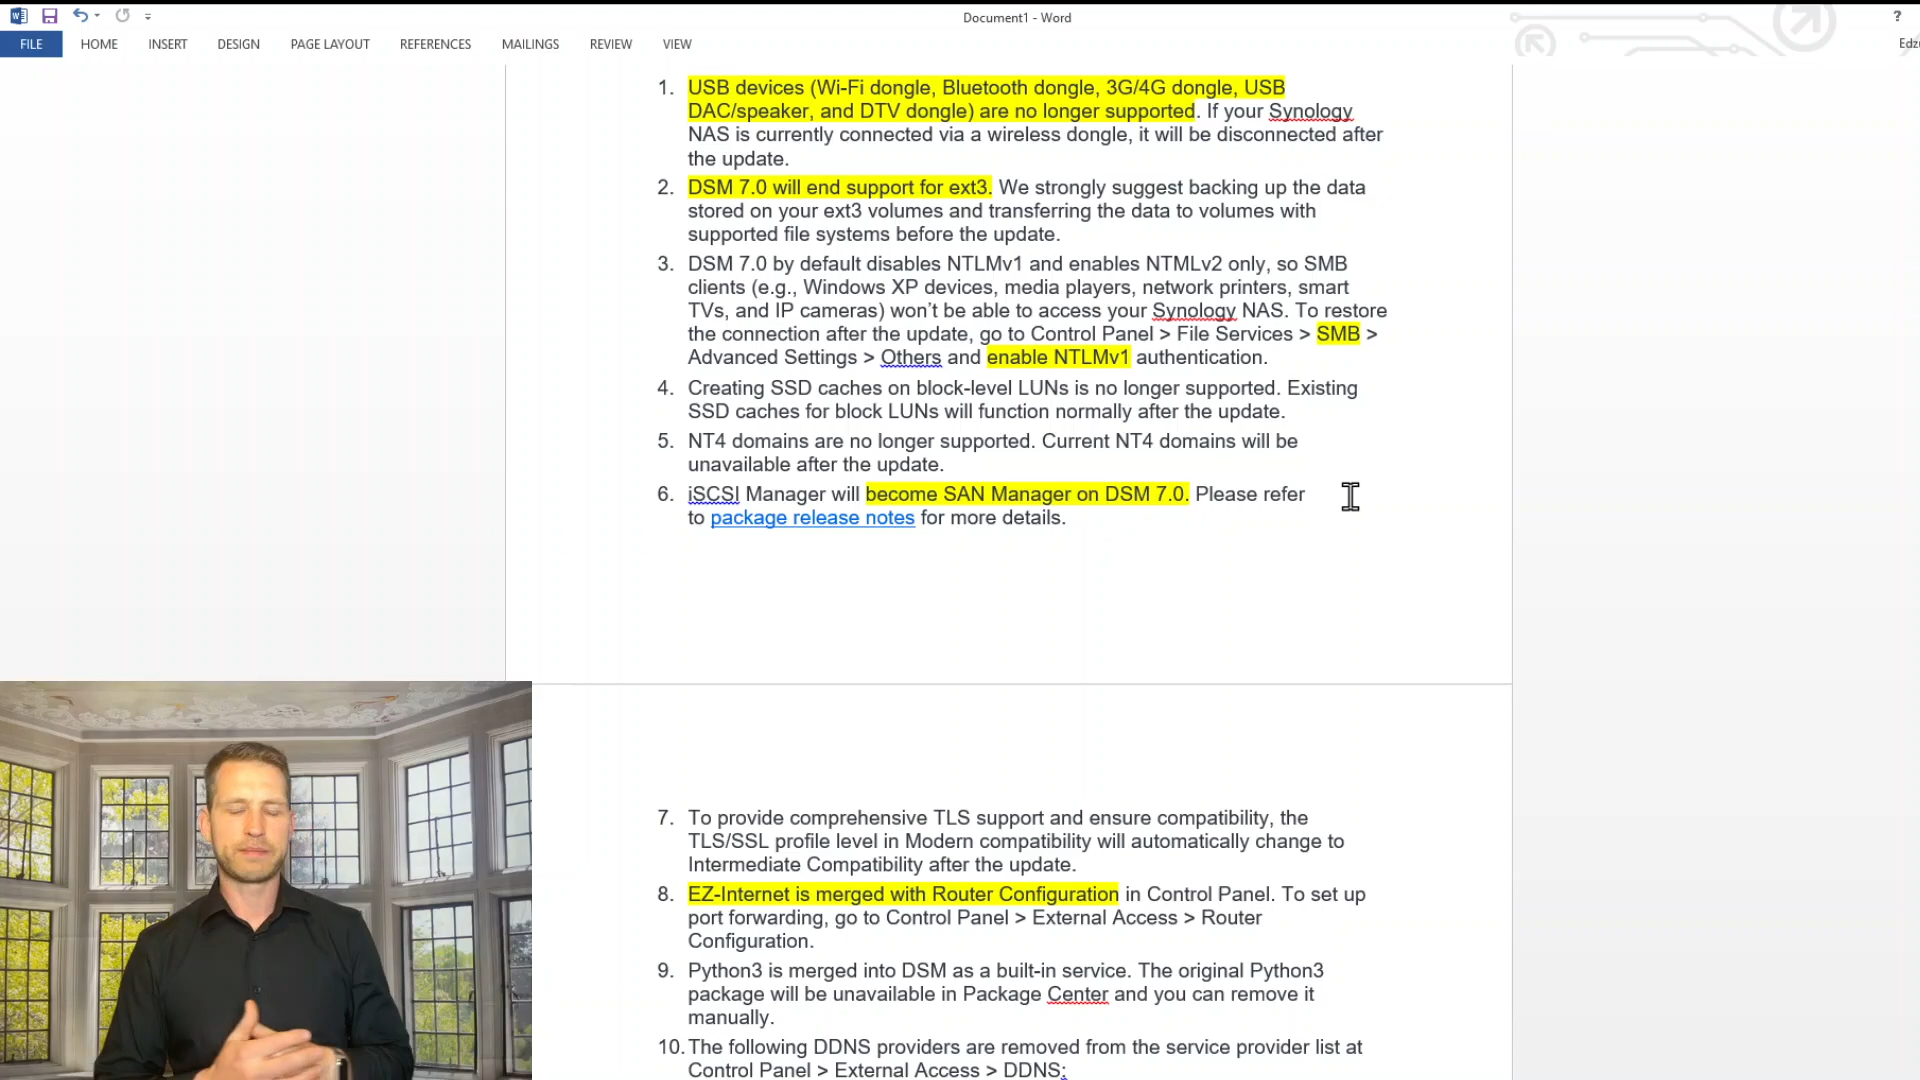 Document1 - Word
?
FILE HOME INSERT DESIGN PAGE LAYOUT REFERENCES MAILINGS REVIEW VIEW
1. USB devices (Wi-Fi dongle, Bluetooth dongle, 3G/4G dongle, USB
DAC/speaker, and DTV dongle) are no longer supported. If your Synology
NAS is currently connected via a wireless dongle, it will be disconnected after
the update.
2. DSM 7.0 will end support for ext3. We strongly suggest backing up the data
stored on your ext3 volumes and transferring the data to volumes with
supported file systems before the update.
3. DSM 7.0 by default disables NTLMv1 and enables NTMLv2 only, so SMB
clients (e.g., Windows XP devices, media players, network printers, smart
TVs, and IP cameras) won’t be able to access your Synology NAS. To restore
the connection after the update, go to Control Panel > File Services > SMB >
Advanced Settings > Others and enable NTLMv1 authentication.
4. Creating SSD caches on block-level LUNs is no longer supported. Existing
SSD caches for block LUNs will function normally after the update.
5. NT4 domains are no longer supported. Current NT4 domains will be
unavailable after the update.
6. iSCSI Manager will become SAN Manager on DSM 7.0. Please refer
to package release notes for more details.
7. To provide comprehensive TLS support and ensure compatibility, the
TLS/SSL profile level in Modern compatibility will automatically change to
Intermediate Compatibility after the update.
8. EZ-Internet is merged with Router Configuration in Control Panel. To set up
port forwarding, go to Control Panel > External Access > Router
Configuration.
9. Python3 is merged into DSM as a built-in service. The original Python3
package will be unavailable in Package Center and you can remove it
manually.
10. The following DDNS providers are removed from the service provider list at
Control Panel > External Access > DDNS: